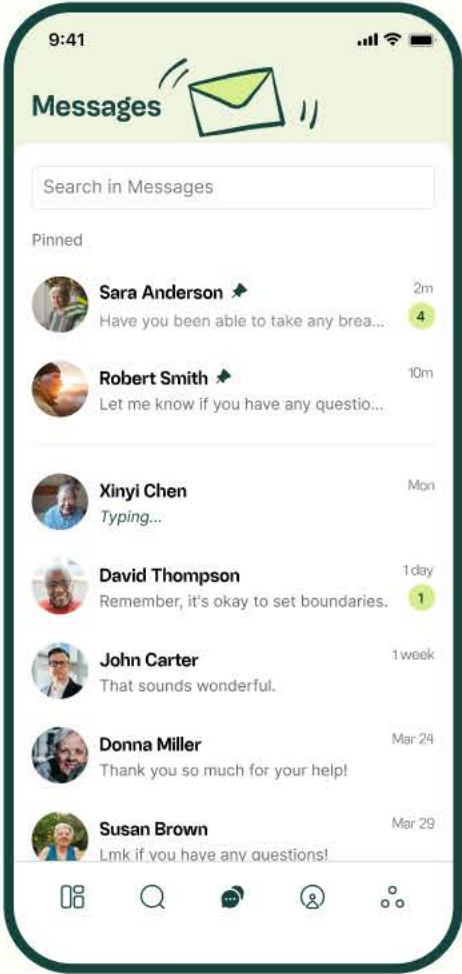 9:41
Messages
Search in Messages
Pinned
Sara Anderson
2m
Have you been able to take any brea...
4
Robert Smith
10m
Let me know if you have any questio...
Xinyi Chen
Mon
Typing...
David Thompson
1 day
Remember, it's okay to set boundaries.
1
John Carter
1 week
That sounds wonderful.
Donna Miller
Mar 24
Thank you so much for your help!
Susan Brown
Mar 29
Lmk if you have any questions!